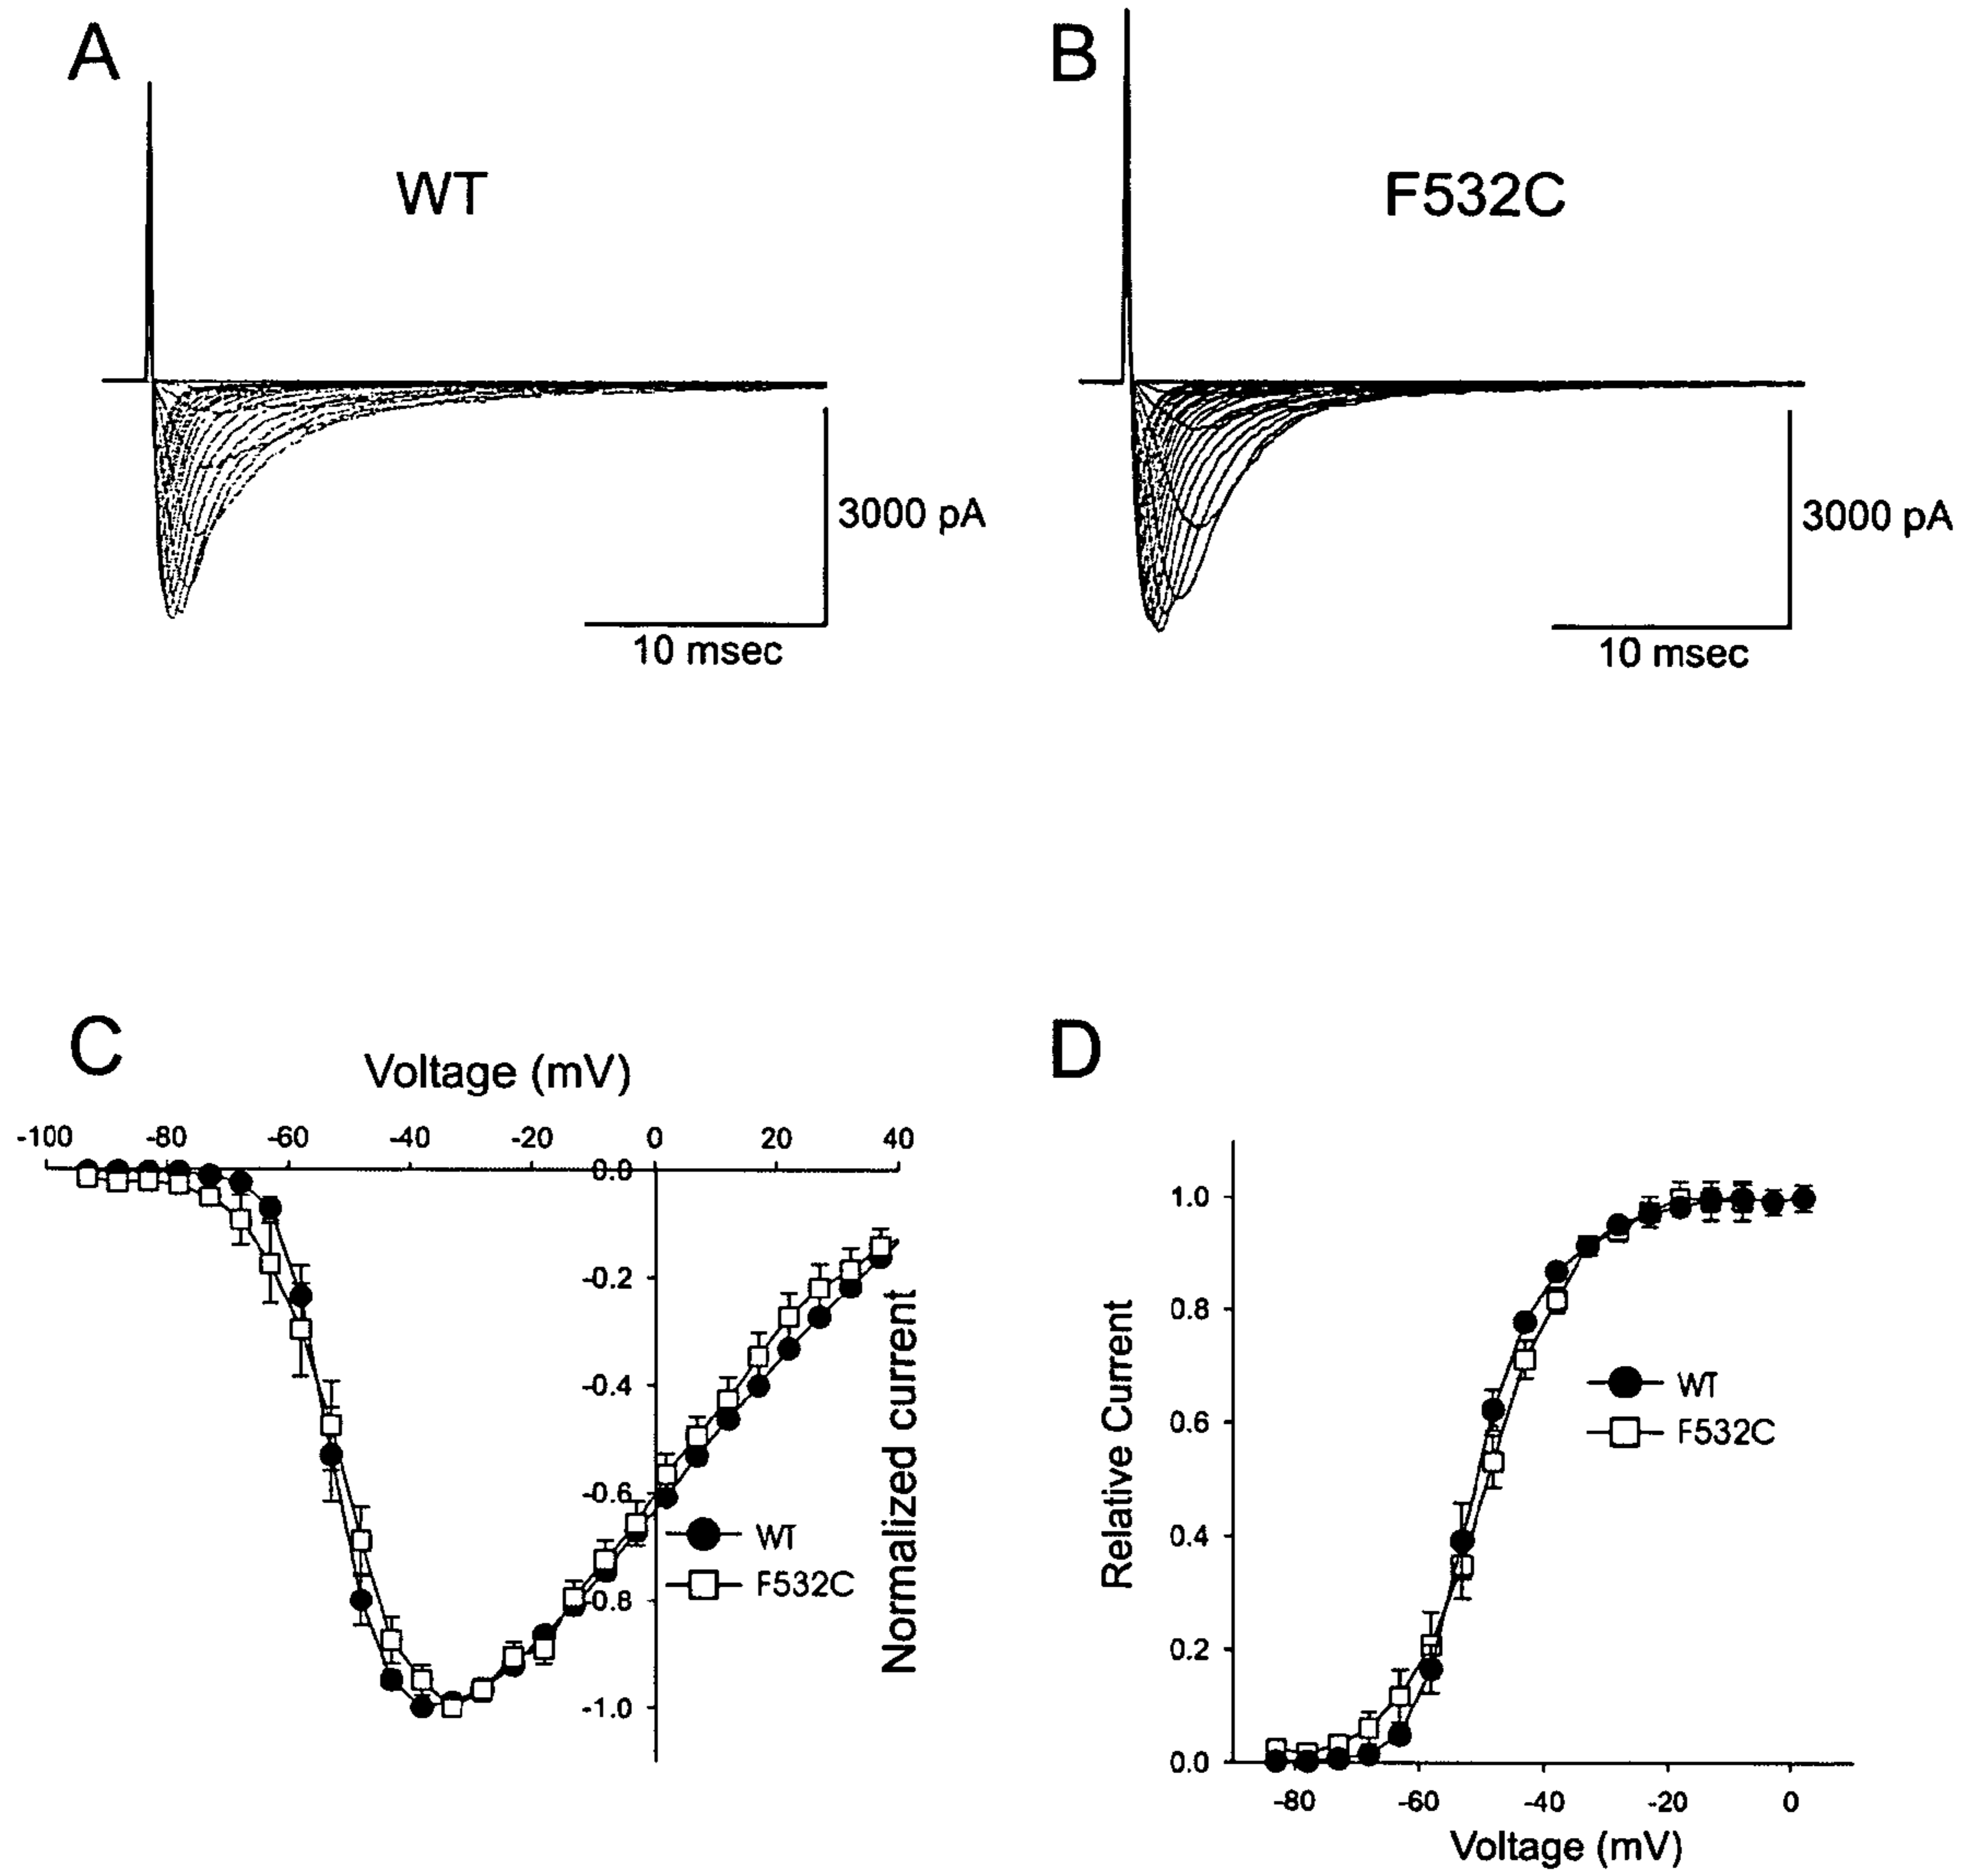 A
B
WT
F532C
3000 pA
3000 pA
10 msec
10 msec
C
D
Voltage (mV)
-100 -80 -60 -40 -20 0 20 40
0.0
-0.2
-0.4
-0.6
-0.8
-1.0
Normalized current
WT
F532C
1.0
0.8
0.6
0.4
0.2
0.0
Relative Current
WT
F532C
-80 -60 -40 -20 0
Voltage (mV)